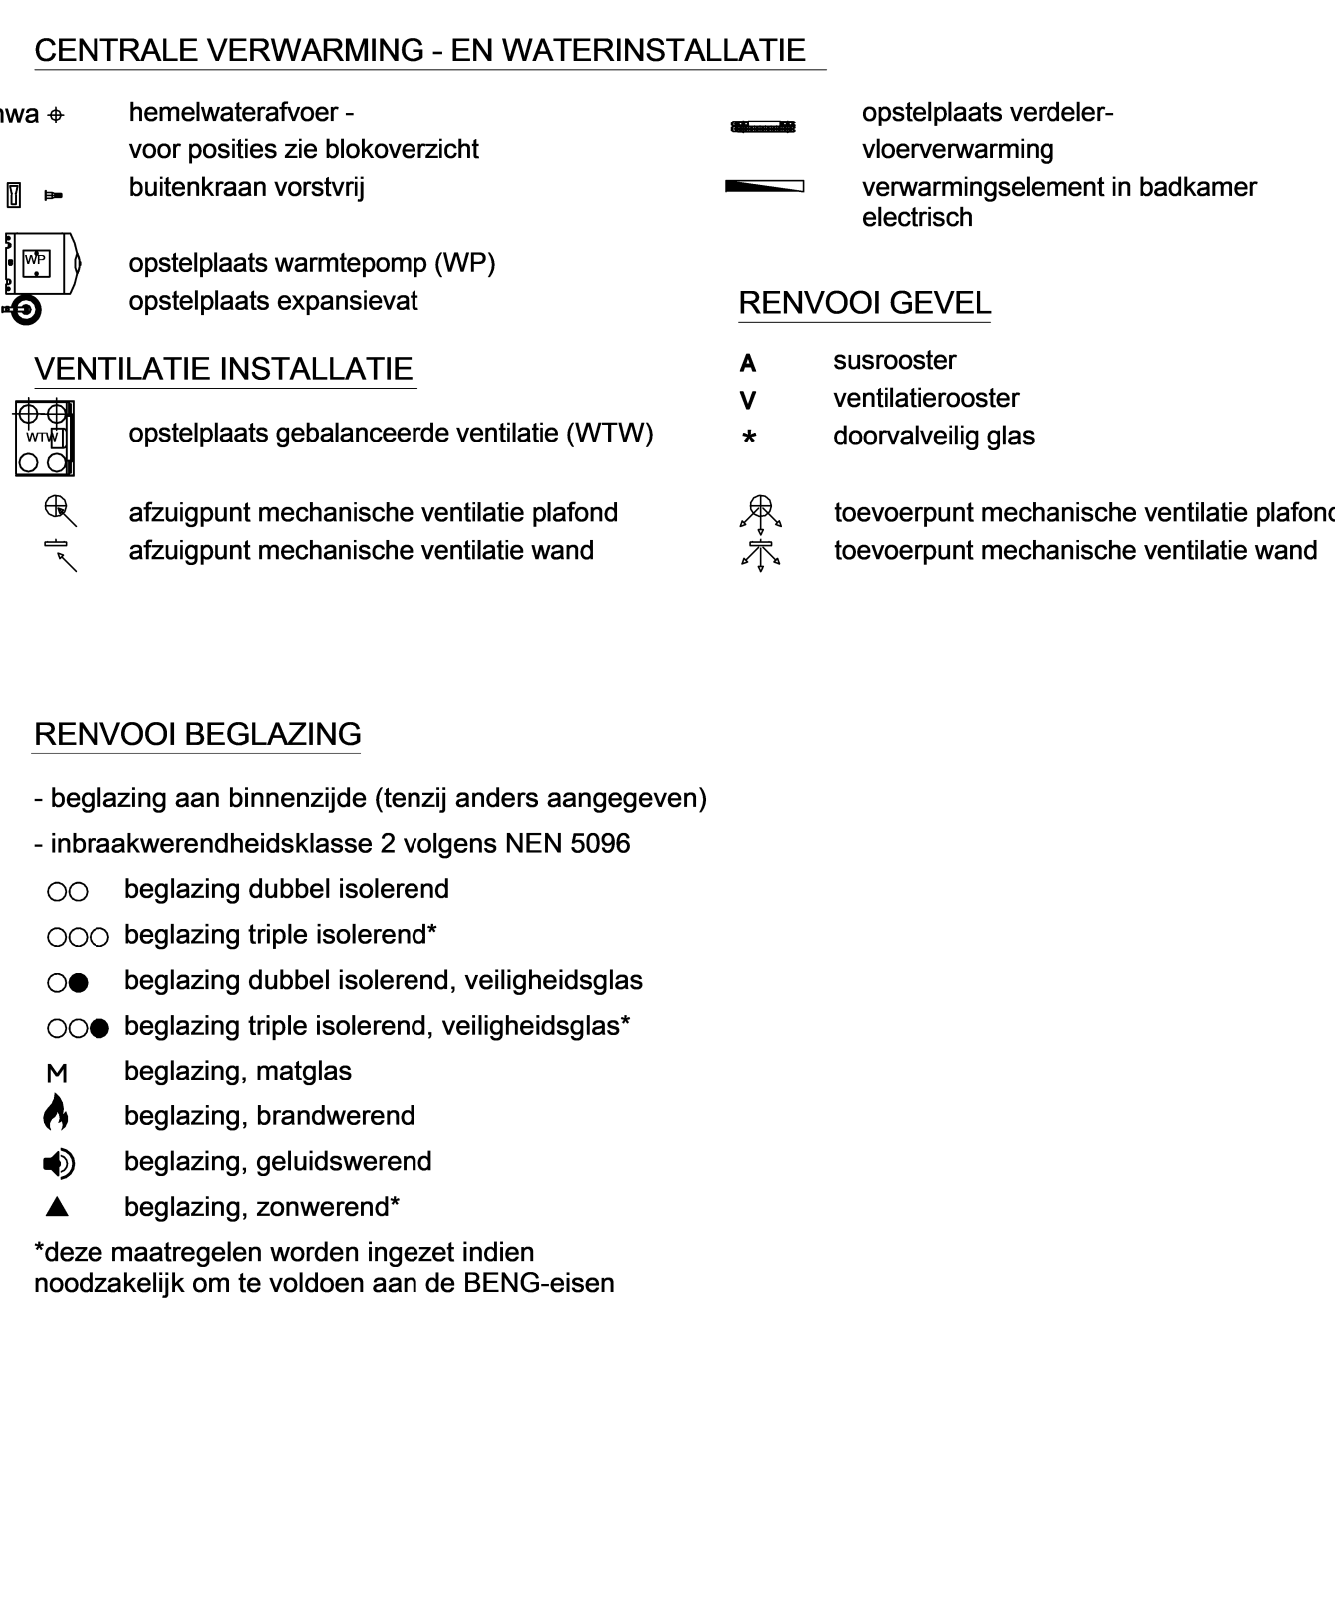 CENTRALE VERWARMING - EN WATERINSTALLATIE
hwa
hemelwaterafvoer -
voor posities zie blokoverzicht
buitenkraan vorstvrij
WP
opstelplaats warmtepomp (WP)
opstelplaats expansievat
opstelplaats verdeler-
vloerverwarming
verwarmingselement in badkamer
electrisch
VENTILATIE INSTALLATIE
WTW
opstelplaats gebalanceerde ventilatie (WTW)
afzuigpunt mechanische ventilatie plafond
afzuigpunt mechanische ventilatie wand
RENVOOI GEVEL
A susrooster
V ventilatierooster
* doorvalveilig glas
toevoerpunt mechanische ventilatie plafond
toevoerpunt mechanische ventilatie wand
RENVOOI BEGLAZING
- beglazing aan binnenzijde (tenzij anders aangegeven)
- inbraakwerendheidsklasse 2 volgens NEN 5096
beglazing dubbel isolerend
beglazing triple isolerend*
beglazing dubbel isolerend, veiligheidsglas
beglazing triple isolerend, veiligheidsglas*
M beglazing, matglas
beglazing, brandwerend
beglazing, geluidswerend
beglazing, zonwerend*
*deze maatregelen worden ingezet indien
noodzakelijk om te voldoen aan de BENG-eisen